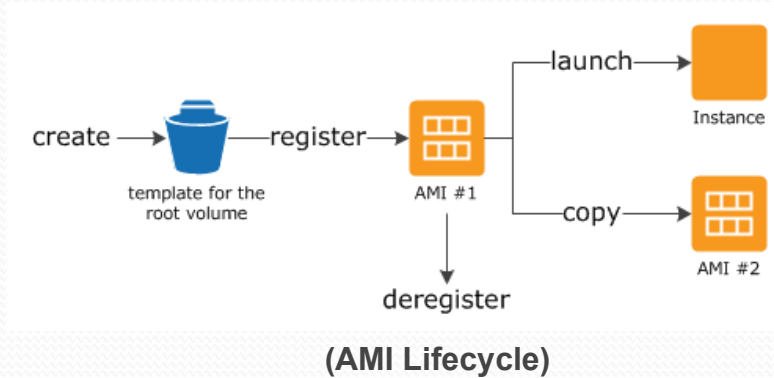 launch
Instance
create
register
template for the
root volume
AMI #1
copy
AMI #2
deregister
(AMI Lifecycle)